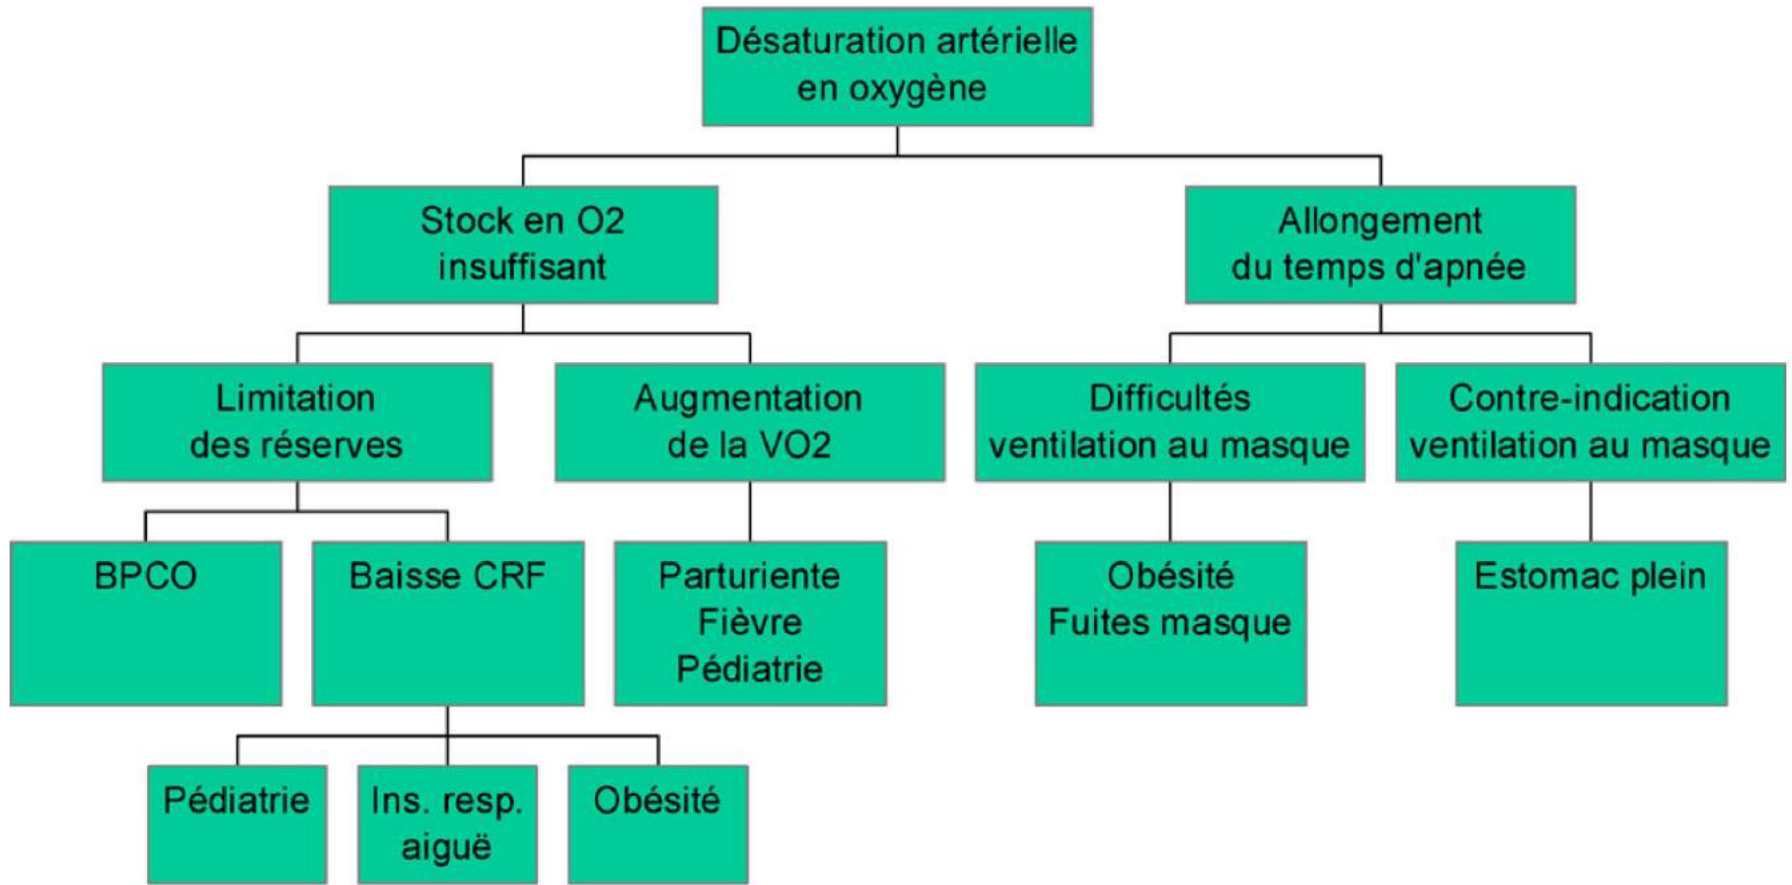 Désaturation artérielle
en oxygène
Stock en O2
insuffisant
Allongement
du temps d'apnée
Limitation
des réserves
Augmentation
de la VO2
Difficultés
ventilation au masque
Contre-indication
ventilation au masque
BPCO
Baisse CRF
Parturiente
Fièvre
Pédiatrie
Obésité
Fuites masque
Estomac plein
Pédiatrie
Ins. resp.
aiguë
Obésité